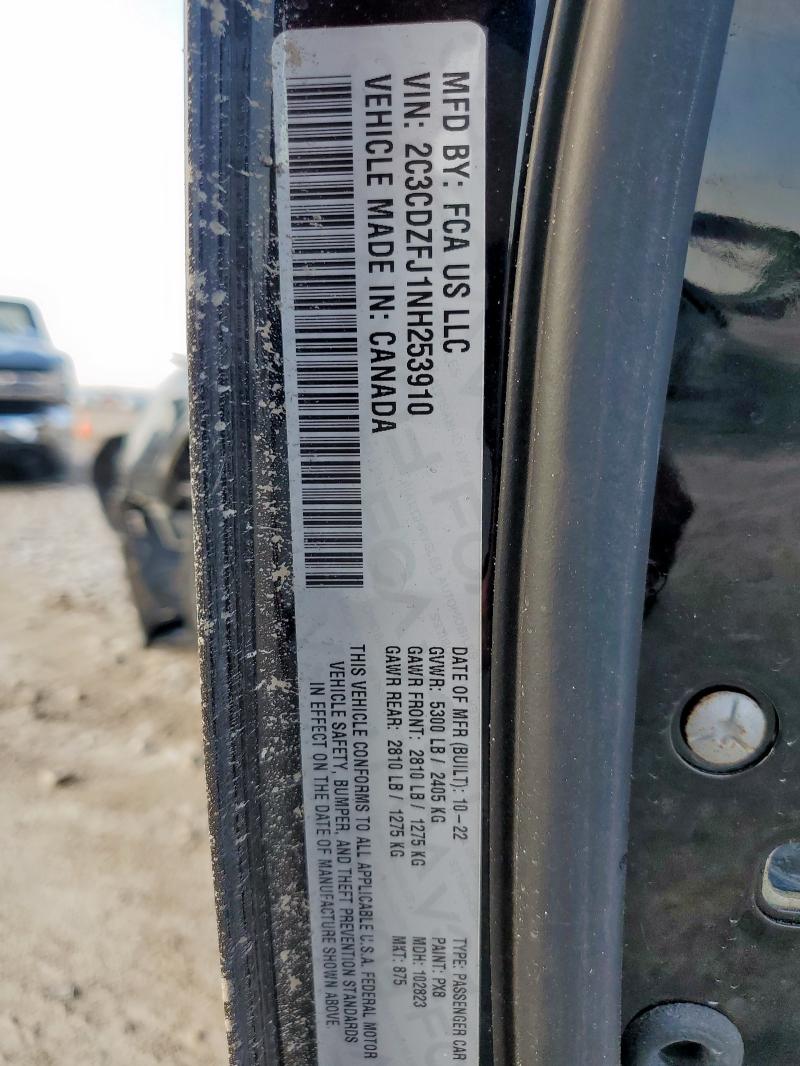 MFD BY: FCA US LLC
VIN: 2C3CDZFJ1NH253910
VEHICLE MADE IN: CANADA
DATE OF MFR (BUILT): 10-22
GVWR: 5300 LB / 2405 KG
GAWR FRONT: 2810 LB / 1275 KG
GAWR REAR: 2810 LB / 1275 KG
TYPE: PASSENGER CAR
PAINT: PX8
MDH: 102823
MKT: 875
THIS VEHICLE CONFORMS TO ALL APPLICABLE U.S.A. FEDERAL MOTOR
VEHICLE SAFETY, BUMPER, AND THEFT PREVENTION STANDARDS
IN EFFECT ON THE DATE OF MANUFACTURE SHOWN ABOVE.